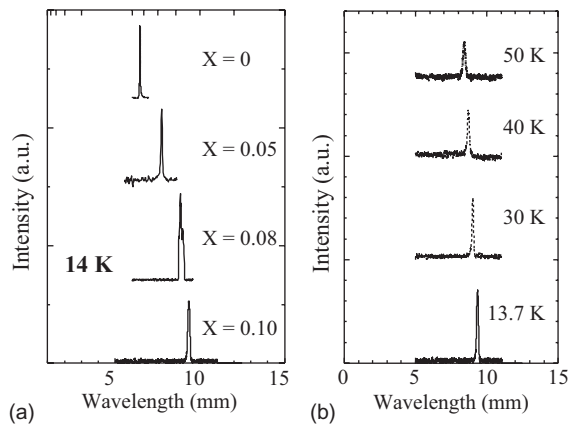 X = 0
X = 0.05
X = 0.08
14 K
X = 0.10
Intensity (a.u.)
5 10 15
Wavelength (mm)
(a)
50 K
40 K
30 K
13.7 K
Intensity (a.u.)
0 5 10 15
Wavelength (mm)
(b)